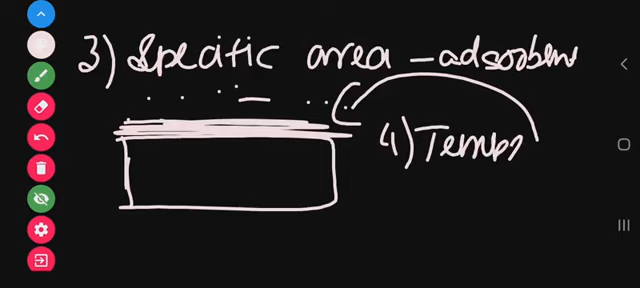 3) Specific area - adsorbent
4) Temp